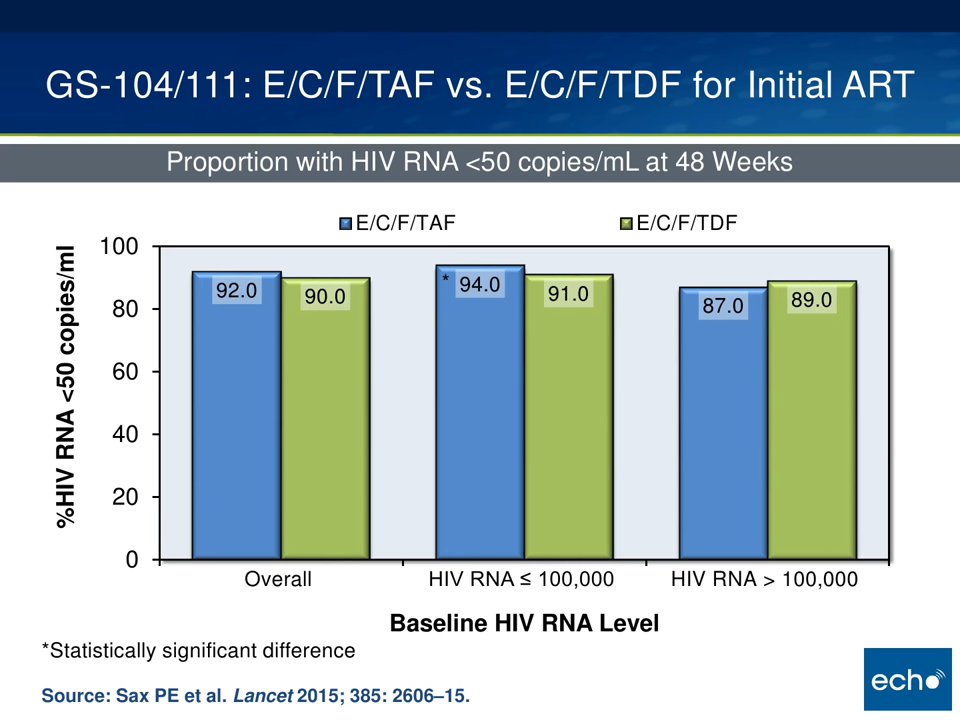 GS-104/111: E/C/F/TAF vs. E/C/F/TDF for Initial ART
Proportion with HIV RNA <50 copies/mL at 48 Weeks
E/C/F/TAF E/C/F/TDF
%HIV RNA <50 copies/ml
100
80
60
40
20
0
92.0 90.0 * 94.0 91.0 87.0 89.0
Overall HIV RNA ≤ 100,000 HIV RNA > 100,000
Baseline HIV RNA Level
*Statistically significant difference
Source: Sax PE et al. Lancet 2015; 385: 2606–15.
echo